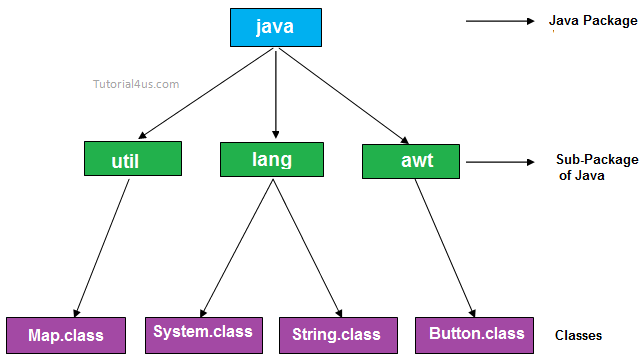 java
Java Package
Tutorial4us.com
util
lang
awt
Sub-Package
of Java
Map.class
System.class
String.class
Button.class
Classes